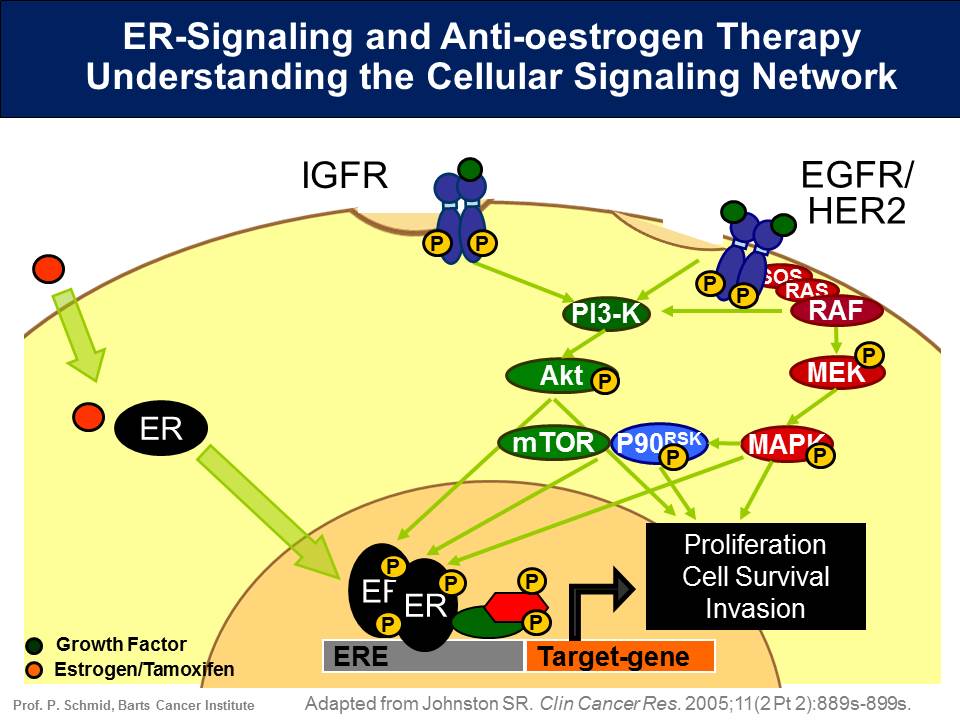 ER-Signaling and Anti-oestrogen Therapy
Understanding the Cellular Signaling Network
IGFR
EGFR/
HER2
P
P
P
P
SOS
RAS
RAF
PI3-K
P
MEK
Akt
P
ER
mTOR
P90RSK
P
MAPK
P
Proliferation
Cell Survival
Invasion
P
P
P
ER
ER
P
P
P
Growth Factor
Estrogen/Tamoxifen
ERE
Target-gene
Prof. P. Schmid, Barts Cancer Institute
Adapted from Johnston SR. Clin Cancer Res. 2005;11(2 Pt 2):889s-899s.